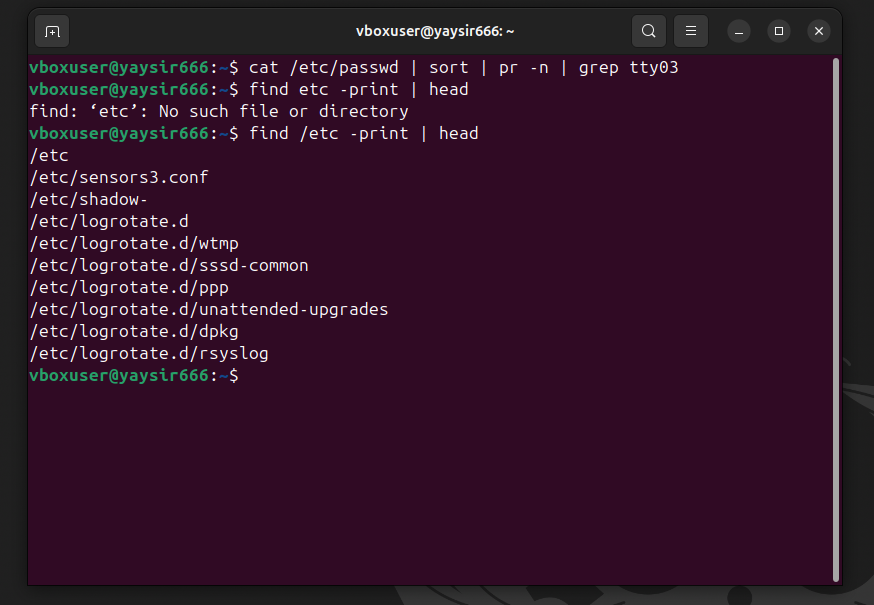 vboxuser@yaysir666: ~
vboxuser@yaysir666:~$ cat /etc/passwd | sort | pr -n | grep tty03
vboxuser@yaysir666:~$ find etc -print | head
find: ‘etc’: No such file or directory
vboxuser@yaysir666:~$ find /etc -print | head
/etc
/etc/sensors3.conf
/etc/shadow-
/etc/logrotate.d
/etc/logrotate.d/wtmp
/etc/logrotate.d/sssd-common
/etc/logrotate.d/ppp
/etc/logrotate.d/unattended-upgrades
/etc/logrotate.d/dpkg
/etc/logrotate.d/rsyslog
vboxuser@yaysir666:~$